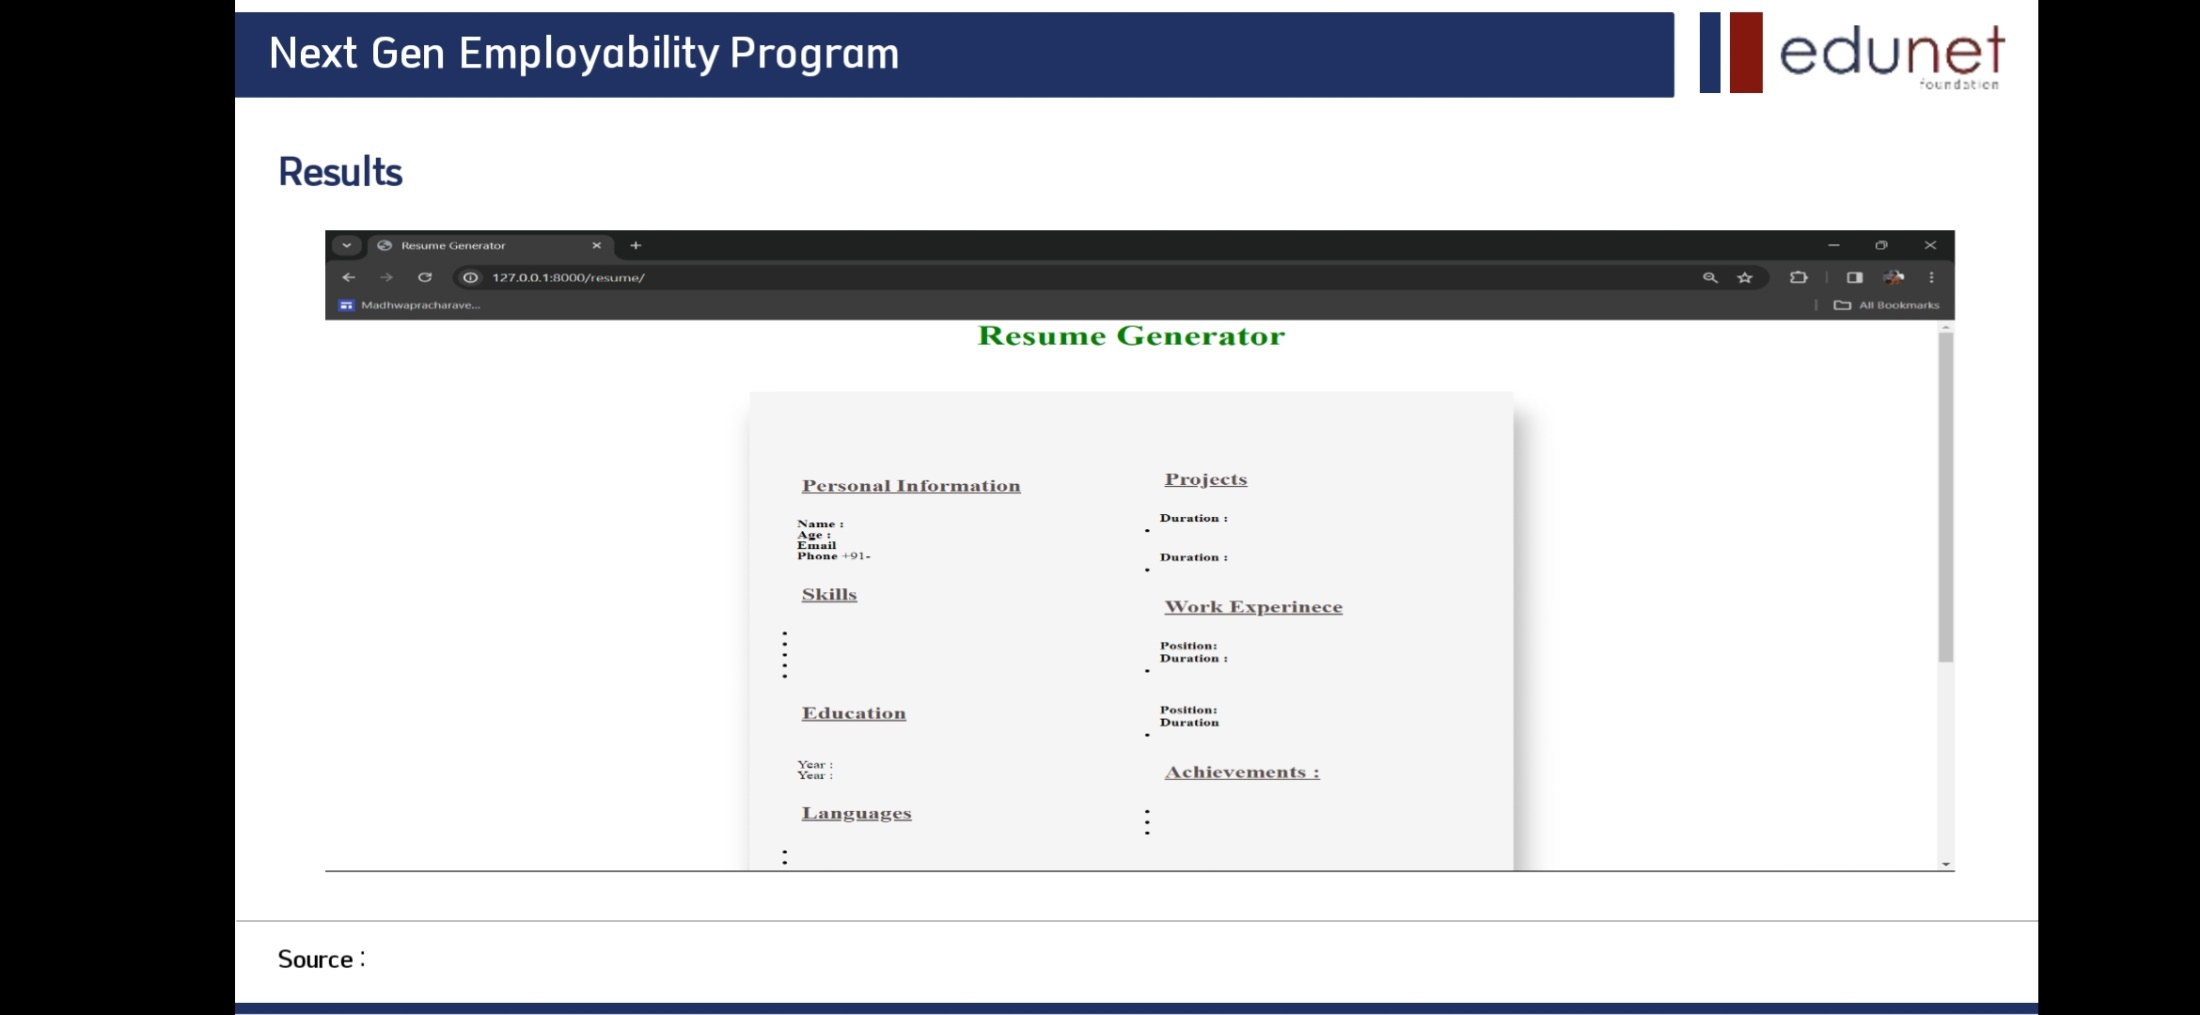 Next Gen Employability Program
edunet
foundation
Results
Resume Generator
127.0.0.1:8000/resume/
Madhwapracharave...
All Bookmarks
Resume Generator
Personal Information
Name :
Age :
Email
Phone +91-
Skills
Education
Year :
Year :
Languages
Projects
Duration :
Duration :
Work Experinece
Position:
Duration :
Position:
Duration
Achievements :
Source :